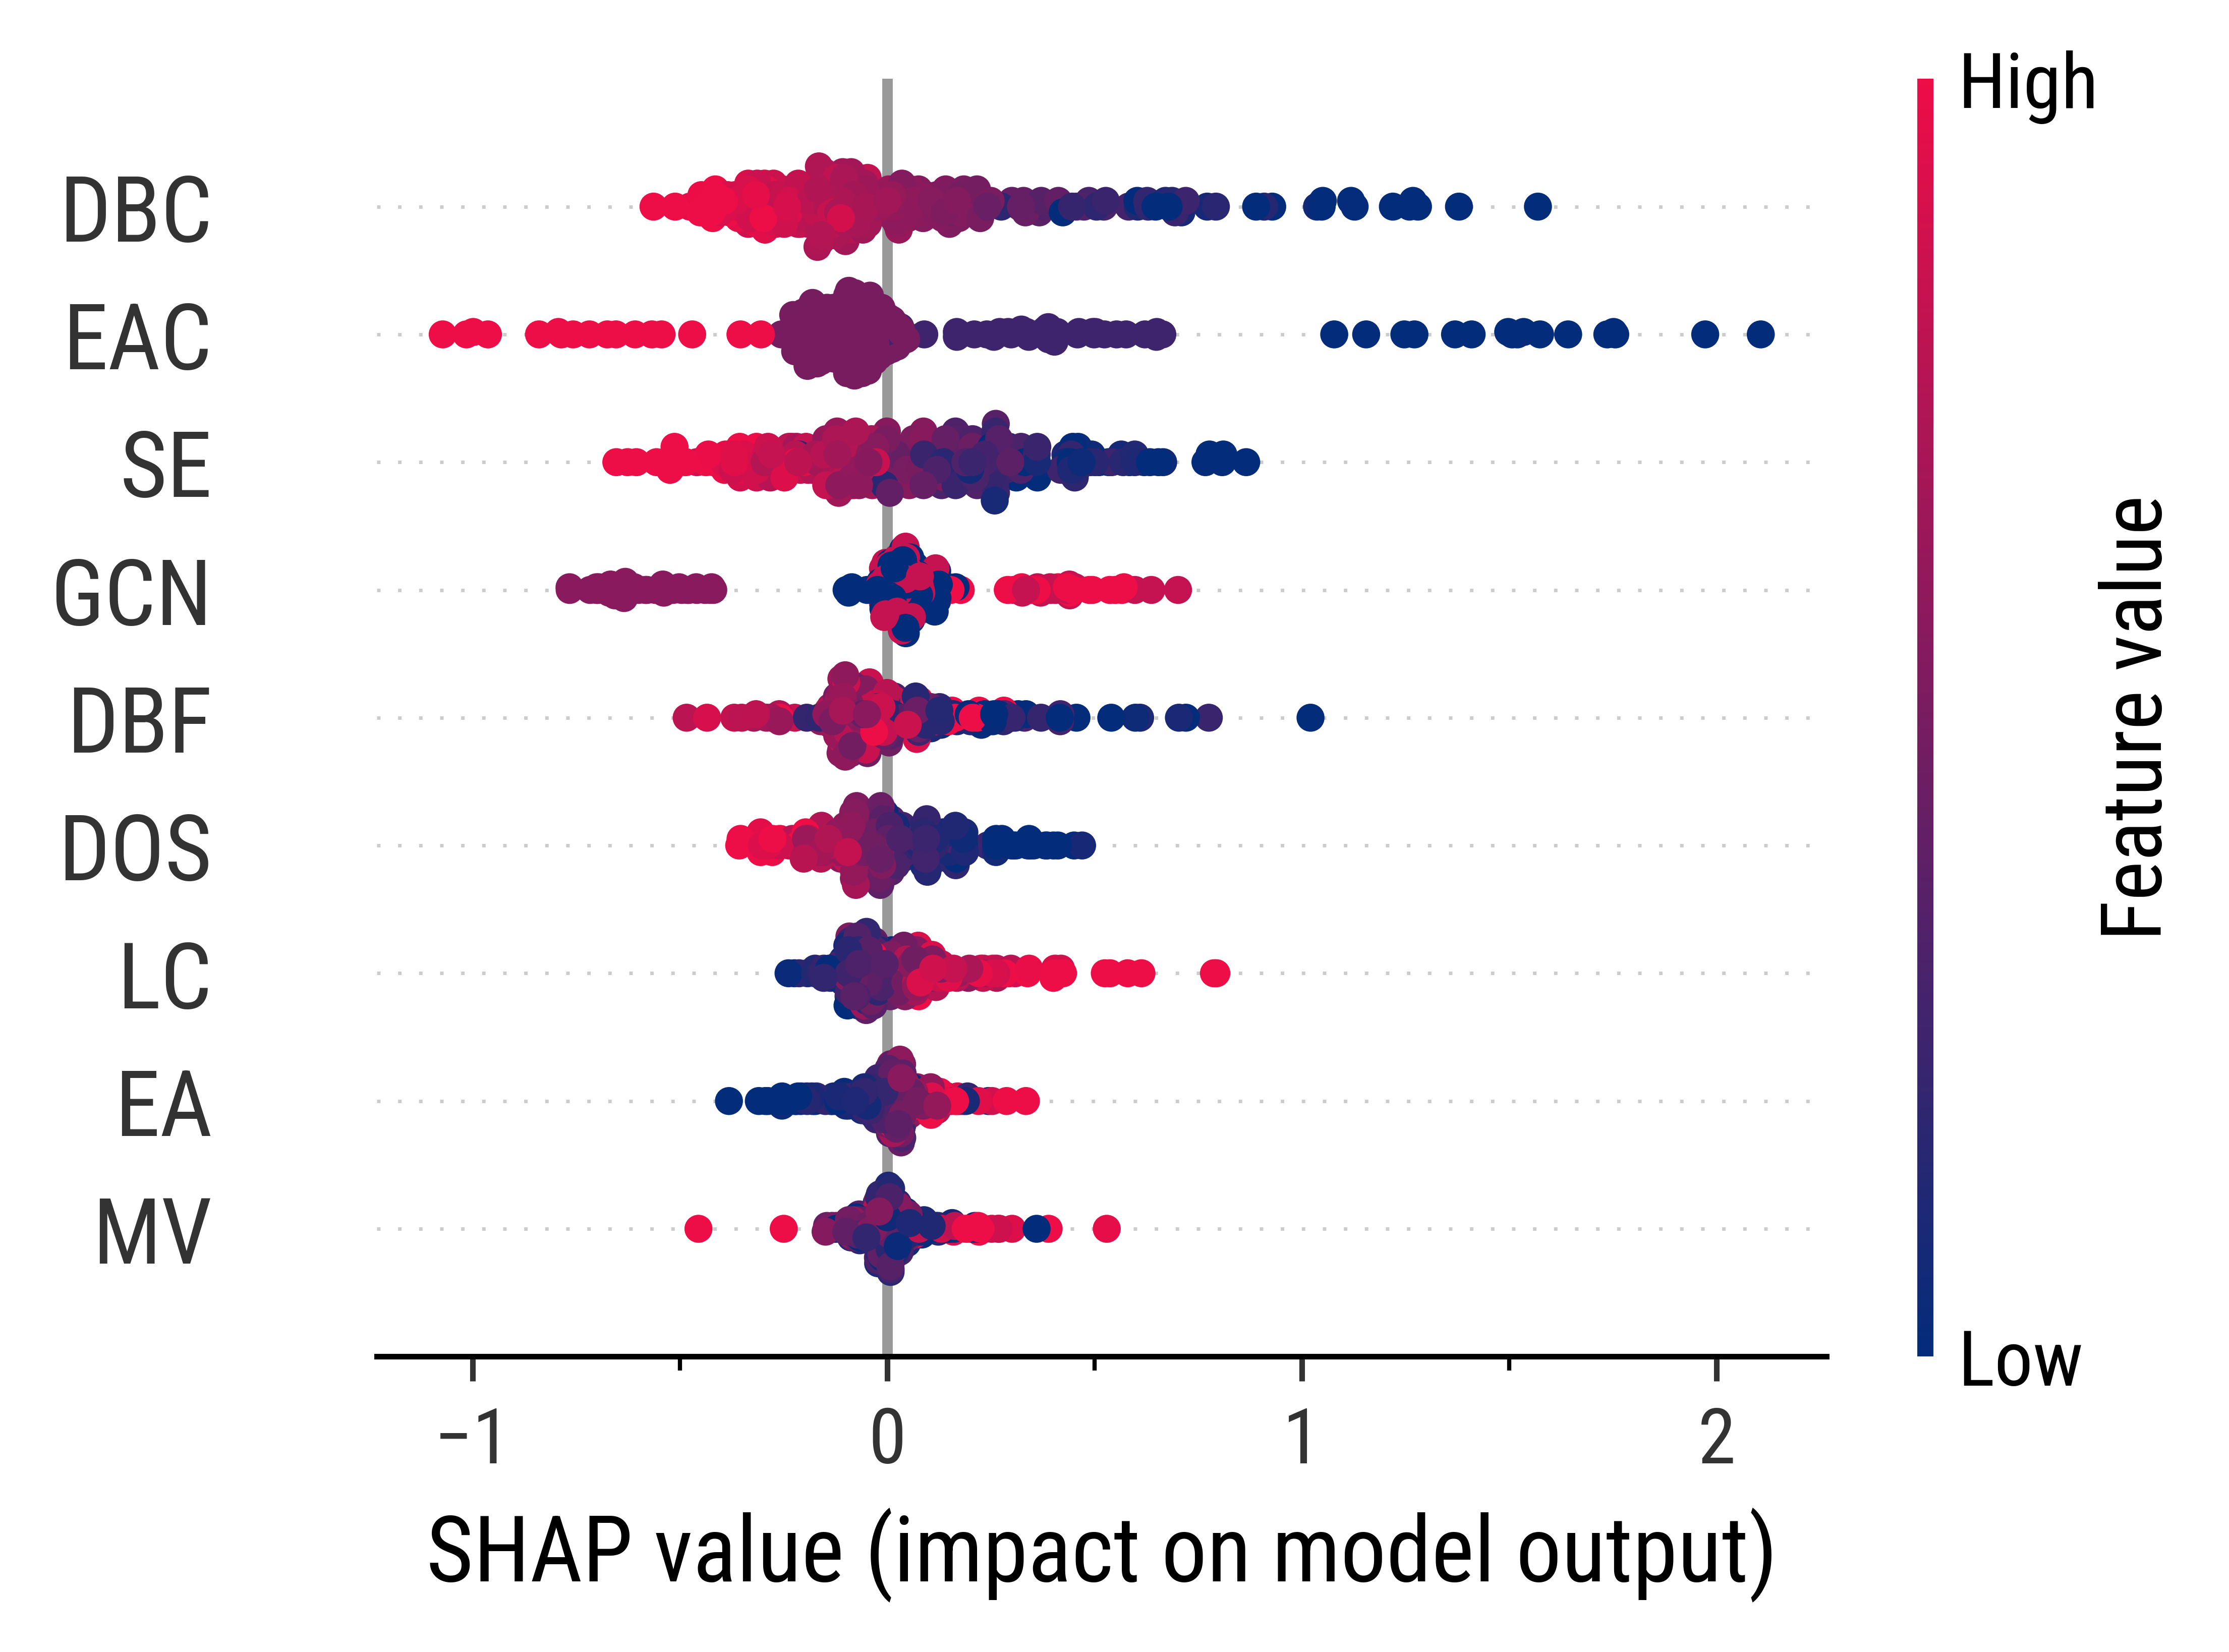 High
DBC
EAC
SE
GCN
DBF
DOS
LC
EA
MV
Feature value
Low
−1 0 1 2
SHAP value (impact on model output)